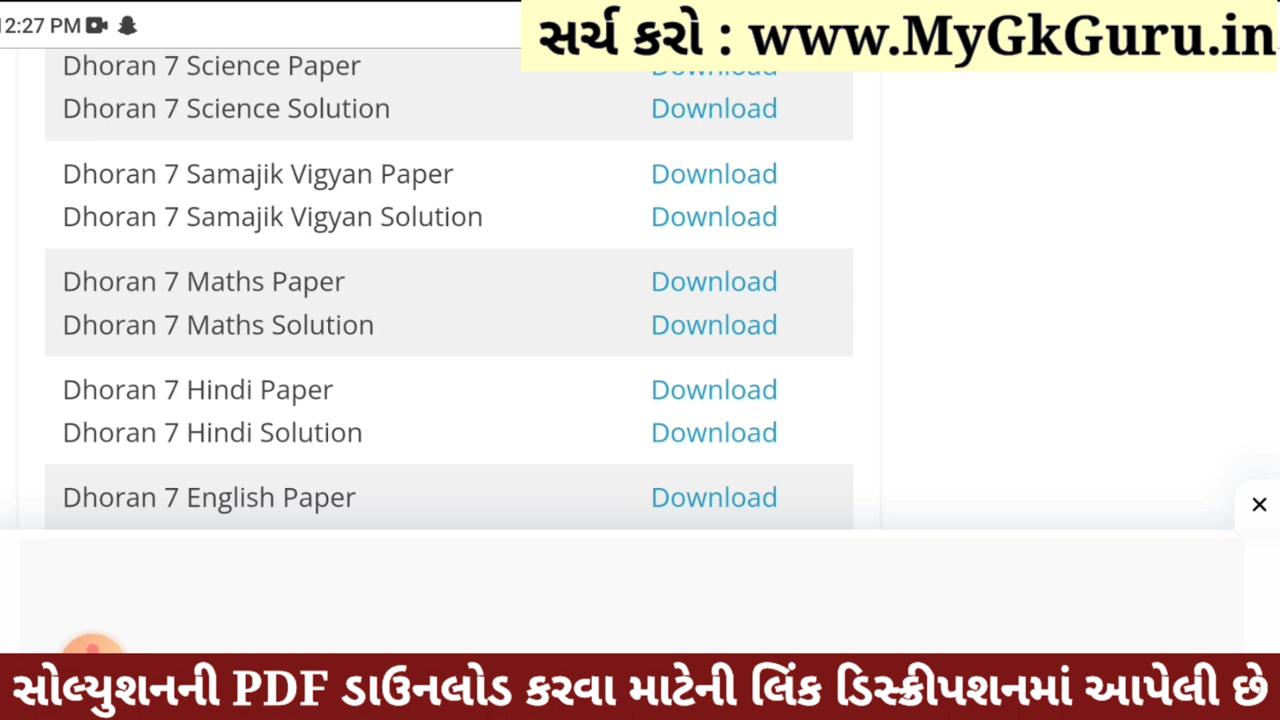 12:27 PM
સર્ચ કરો : www.MyGkGuru.in
Dhoran 7 Science Paper Download
Dhoran 7 Science Solution Download
Dhoran 7 Samajik Vigyan Paper Download
Dhoran 7 Samajik Vigyan Solution Download
Dhoran 7 Maths Paper Download
Dhoran 7 Maths Solution Download
Dhoran 7 Hindi Paper Download
Dhoran 7 Hindi Solution Download
Dhoran 7 English Paper Download
સોલ્યુશનની PDF ડાઉનલોડ કરવા માટેની લિંક ડિસ્ક્રીપશનમાં આપેલી છે